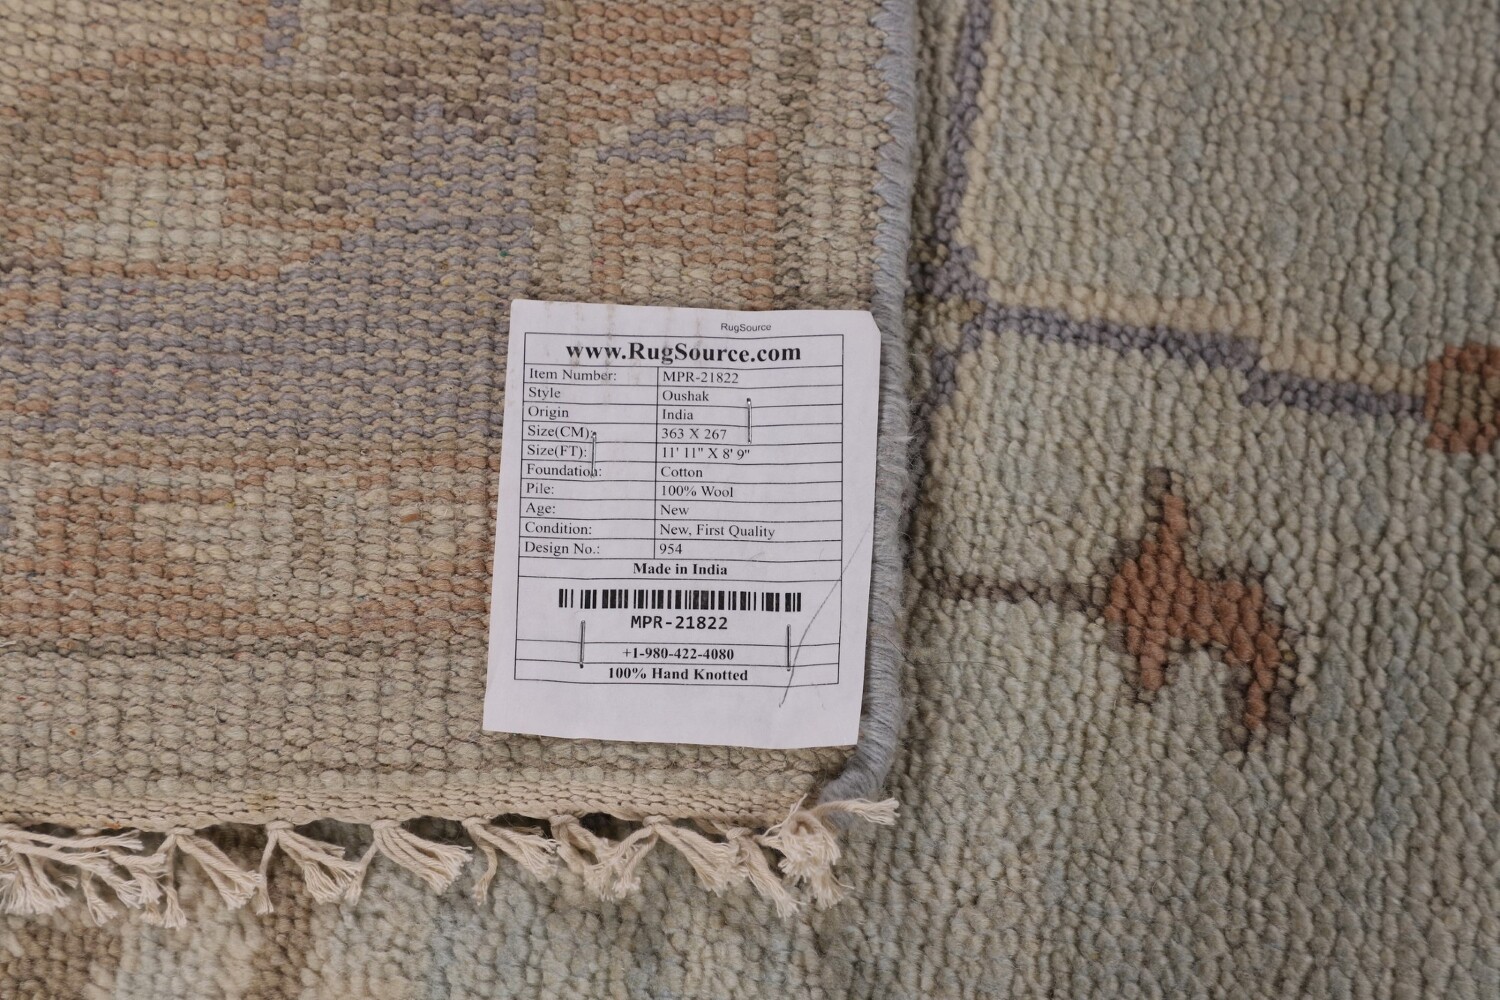 RugSource
www.RugSource.com
Item Number: MPR-21822
Style Oushak
Origin India
Size(CM): 363 X 267
Size(FT): 11' 11" X 8' 9"
Foundation: Cotton
Pile: 100% Wool
Age: New
Condition: New, First Quality
Design No.: 954
Made in India
MPR-21822
+1-980-422-4080
100% Hand Knotted